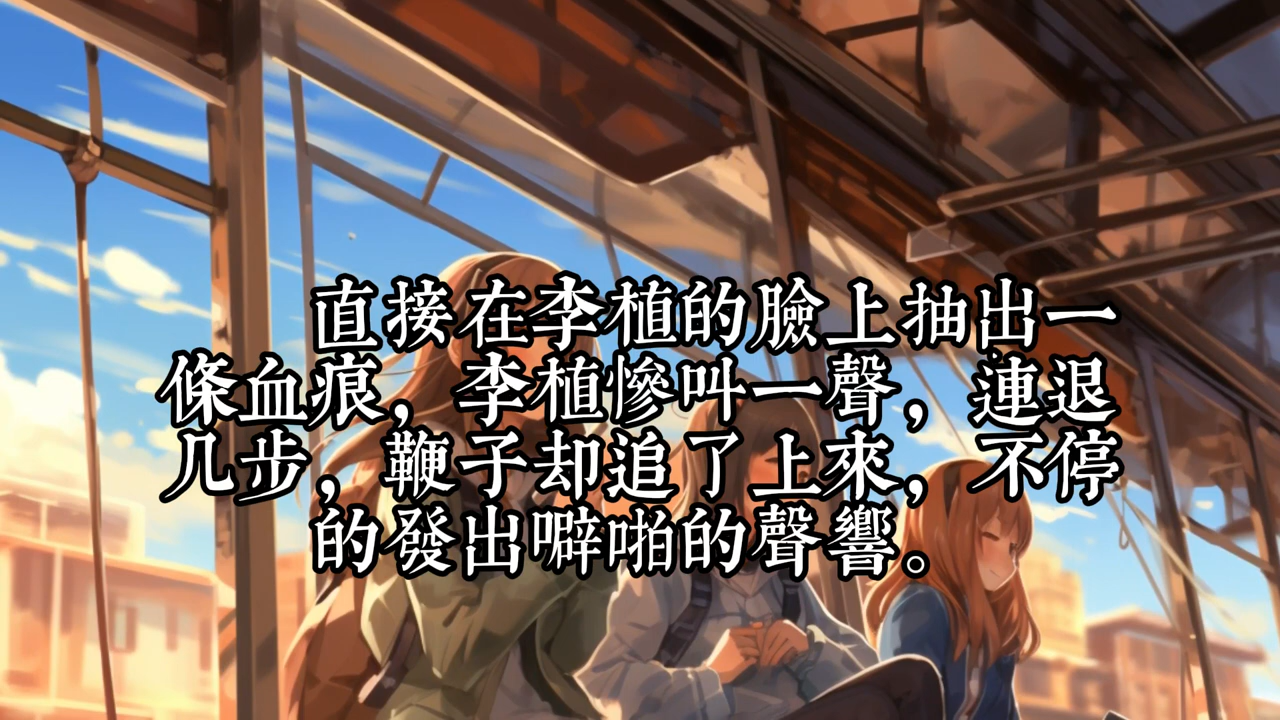 直接在李植的臉上抽出一
條血痕，李植慘叫一聲，連退
几步，鞭子却追了上來，不停
的發出噼啪的聲響。